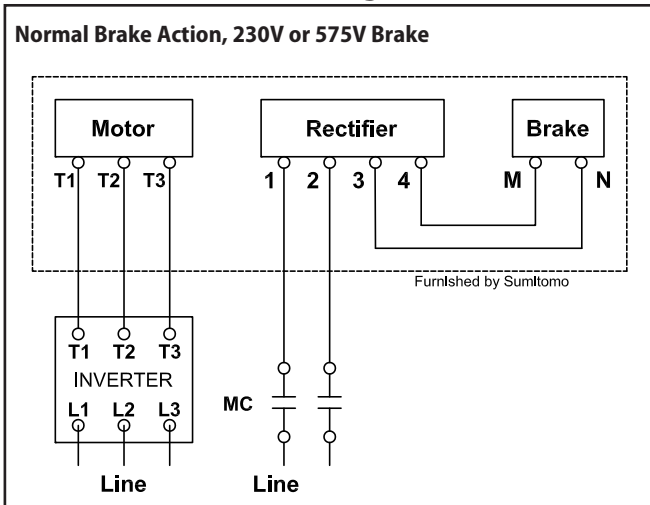 Normal Brake Action, 230V or 575V Brake
Motor
Rectifier
Brake
T1 T2 T3
1 2 3 4
M N
Furnished by Sumitomo
T1 T2 T3
INVERTER
L1 L2 L3
MC
Line
Line